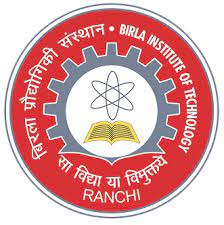 बिरला प्रौद्योगिकी संस्थान · BIRLA INSTITUTE OF TECHNOLOGY
सा विद्या या विमुक्तये
RANCHI